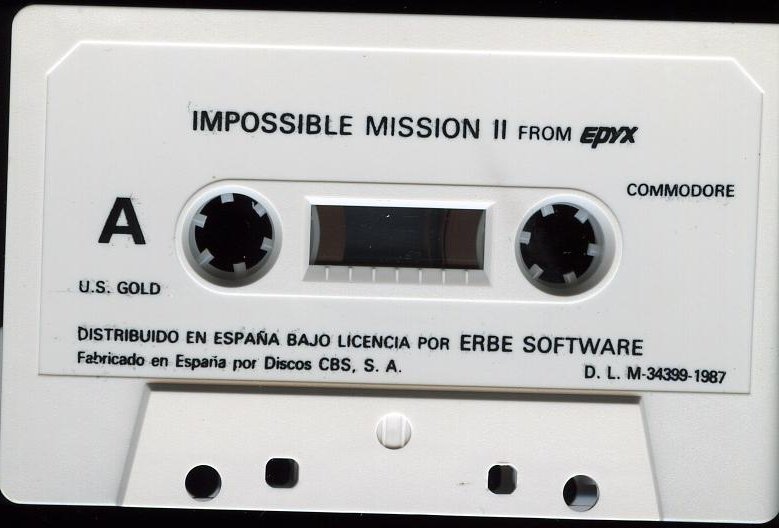 IMPOSSIBLE MISSION II FROM EPYX
COMMODORE
A
U.S. GOLD
DISTRIBUIDO EN ESPAÑA BAJO LICENCIA POR ERBE SOFTWARE
Fabricado en España por Discos CBS, S. A.
D. L. M-34399-1987